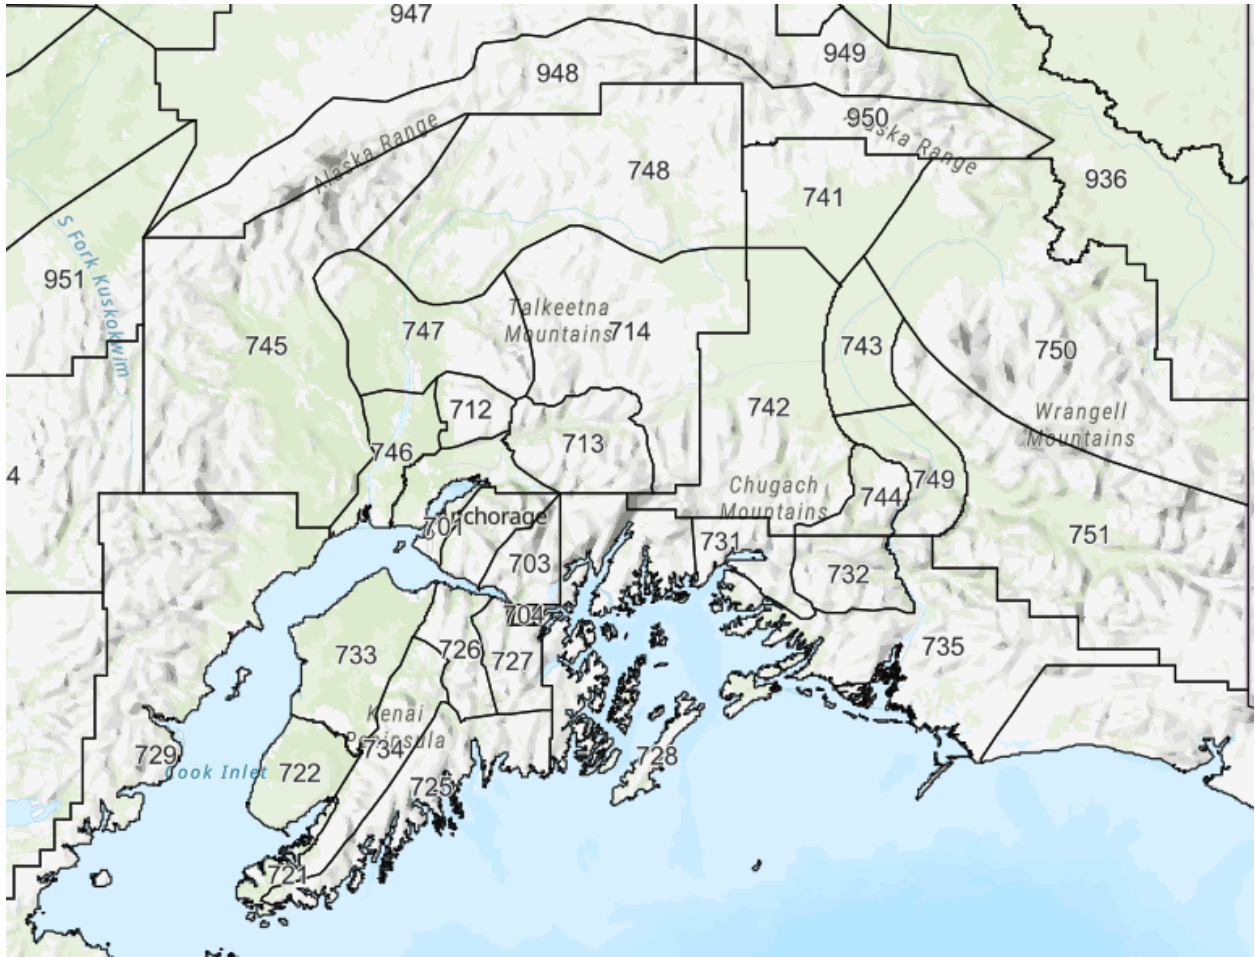 947
948
949
950
Alaska Range
Alaska Range
748
741
936
S Fork Kuskokwim
951
745
747
Talkeetna
Mountains
714
743
750
712
742
Wrangell
Mountains
4
746
713
Chugach
Mountains
744
749
701
Anchorage
703
731
751
732
704
733
726
727
735
Kenai
Peninsula
734
729
Cook Inlet
722
725
728
721